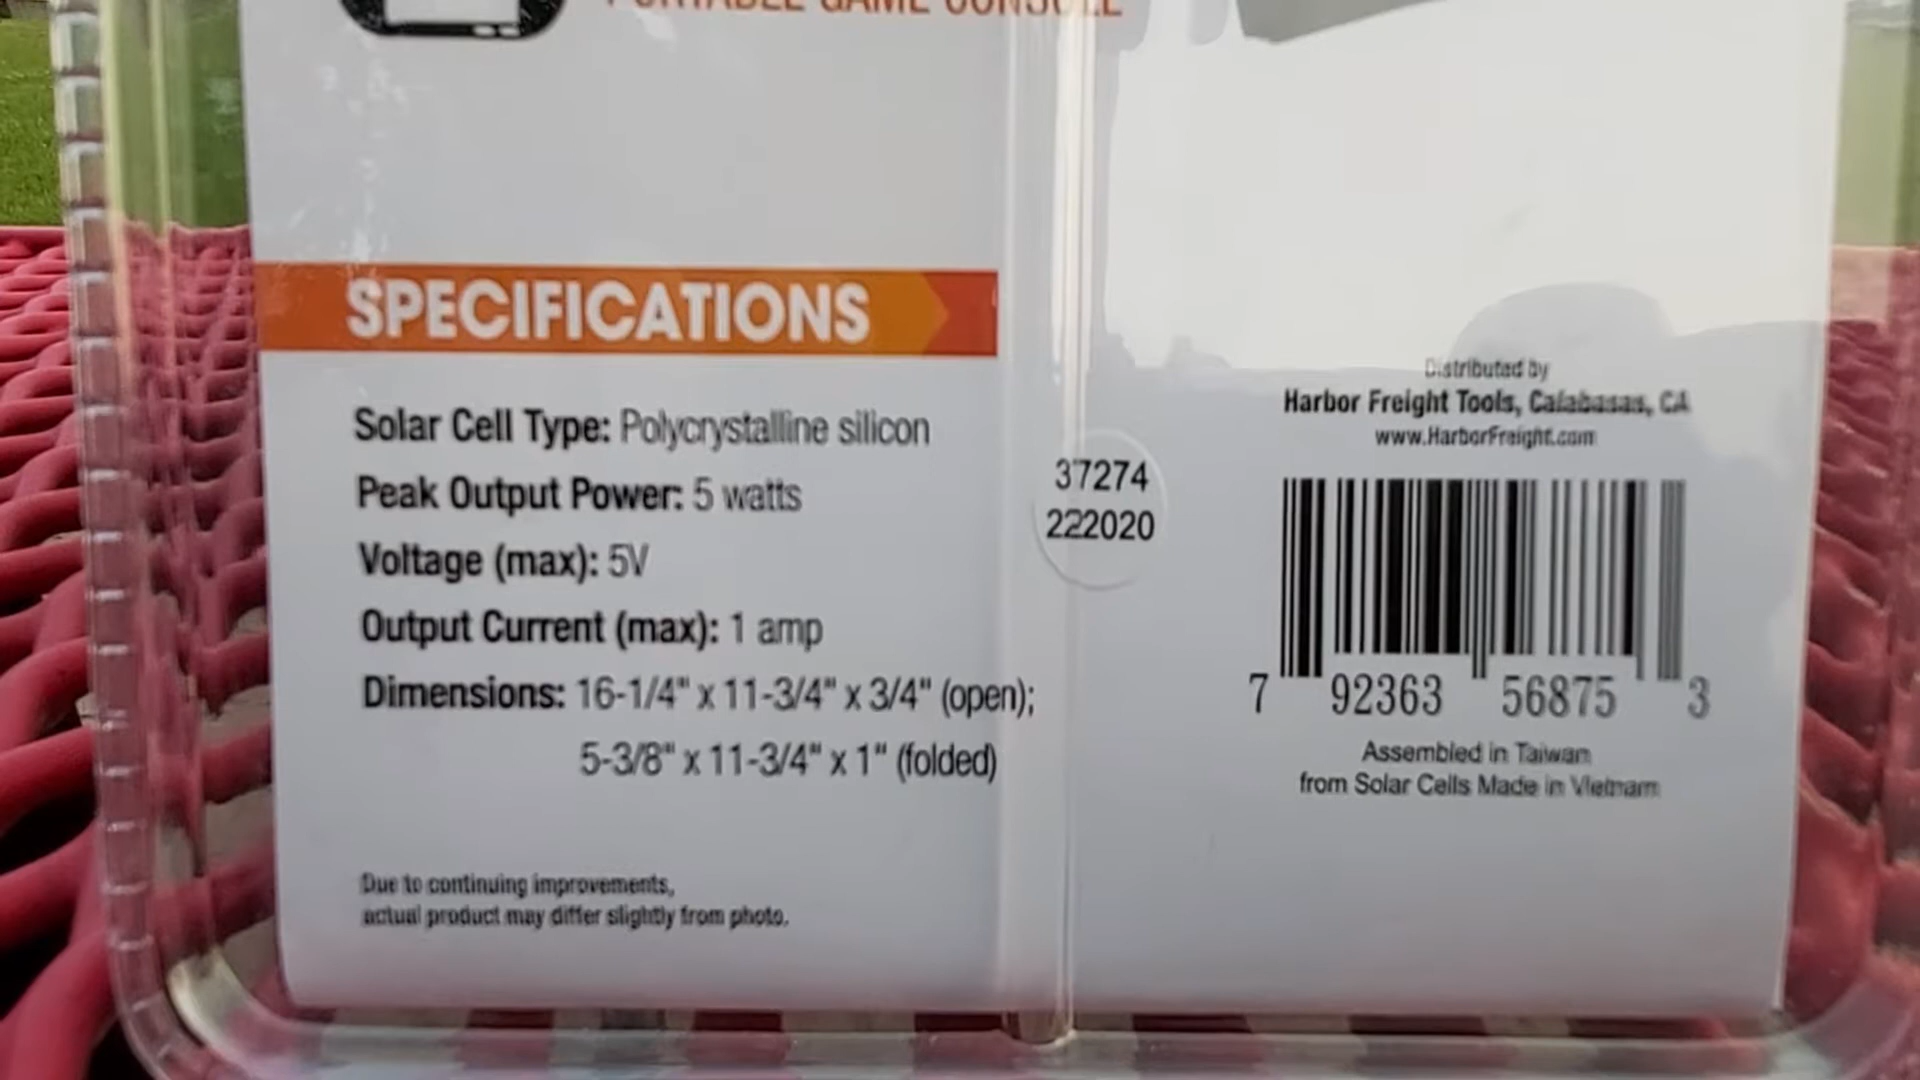 PORTABLE GAME CONSOLE
SPECIFICATIONS
Solar Cell Type: Polycrystalline silicon
Peak Output Power: 5 watts
Voltage (max): 5V
Output Current (max): 1 amp
Dimensions: 16-1/4" x 11-3/4" x 3/4" (open);
5-3/8" x 11-3/4" x 1" (folded)
Due to continuing improvements,
actual product may differ slightly from photo.
37274
222020
Distributed by
Harbor Freight Tools, Calabasas, CA
www.HarborFreight.com
7 92363 56875 3
Assembled in Taiwan
from Solar Cells Made in Vietnam